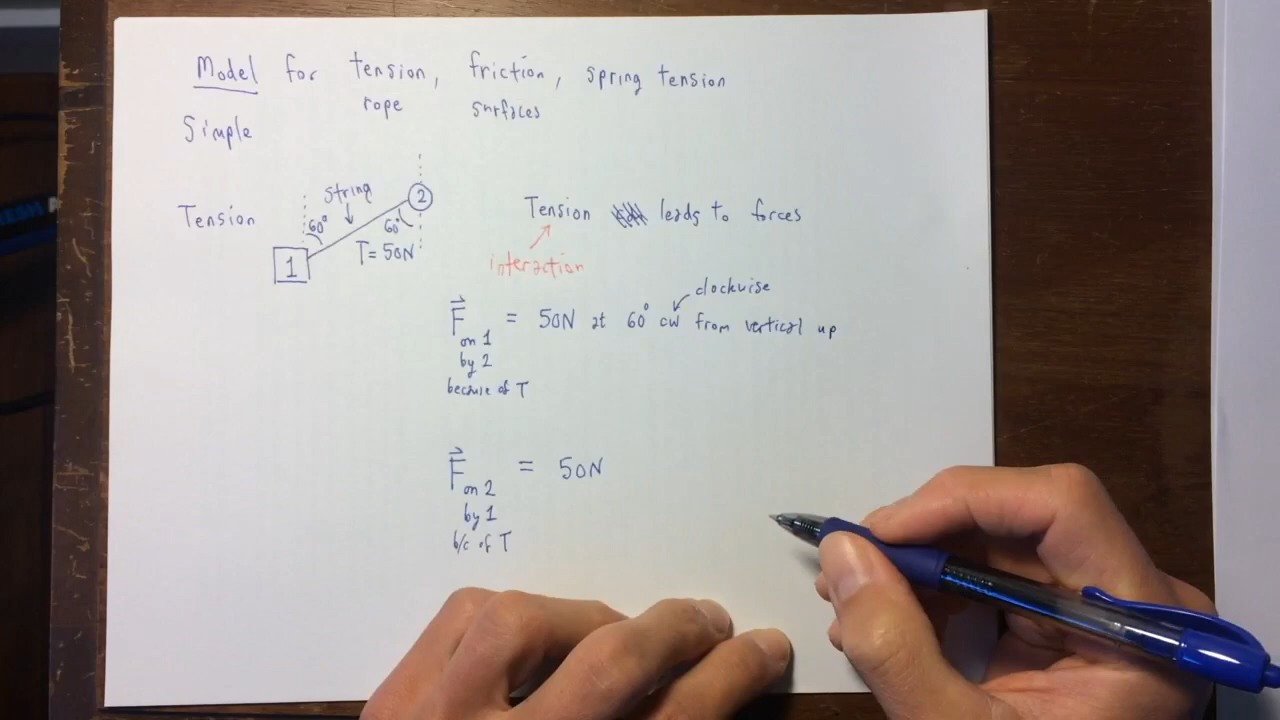 Model for tension, friction, spring tension
rope surfaces
Simple
Tension
string
60°
60°
T = 50N
1
2
Tension leads to forces
interaction
clockwise
F = 50N at 60° cw from vertical up
on 1
by 2
because of T
F = 50N
on 2
by 1
b/c of T